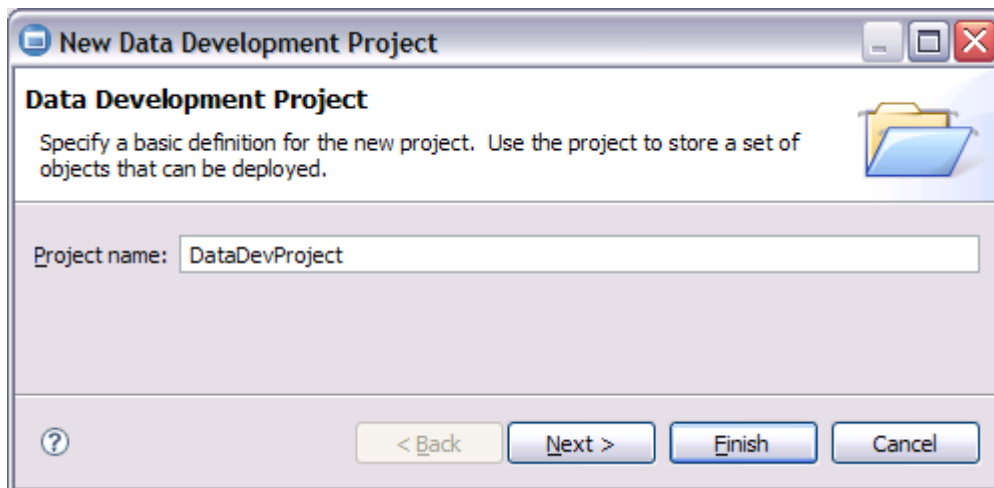 New Data Development Project
Data Development Project
Specify a basic definition for the new project. Use the project to store a set of
objects that can be deployed.
Project name: DataDevProject
? < Back Next > Finish Cancel